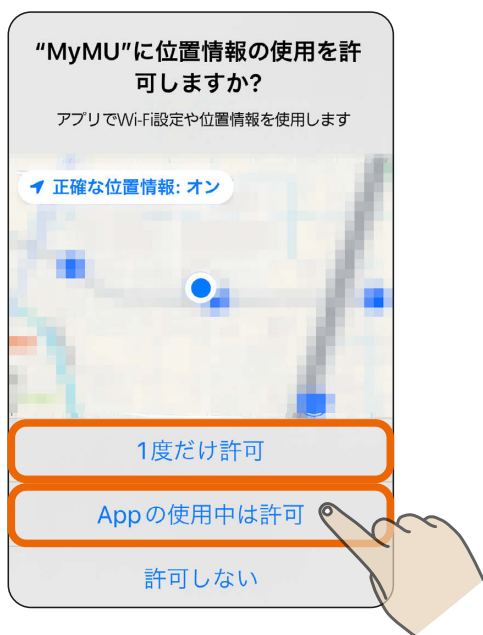 “MyMU”に位置情報の使用を許
可しますか?
アプリでWi-Fi設定や位置情報を使用します
正確な位置情報: オン
1度だけ許可
Appの使用中は許可
許可しない